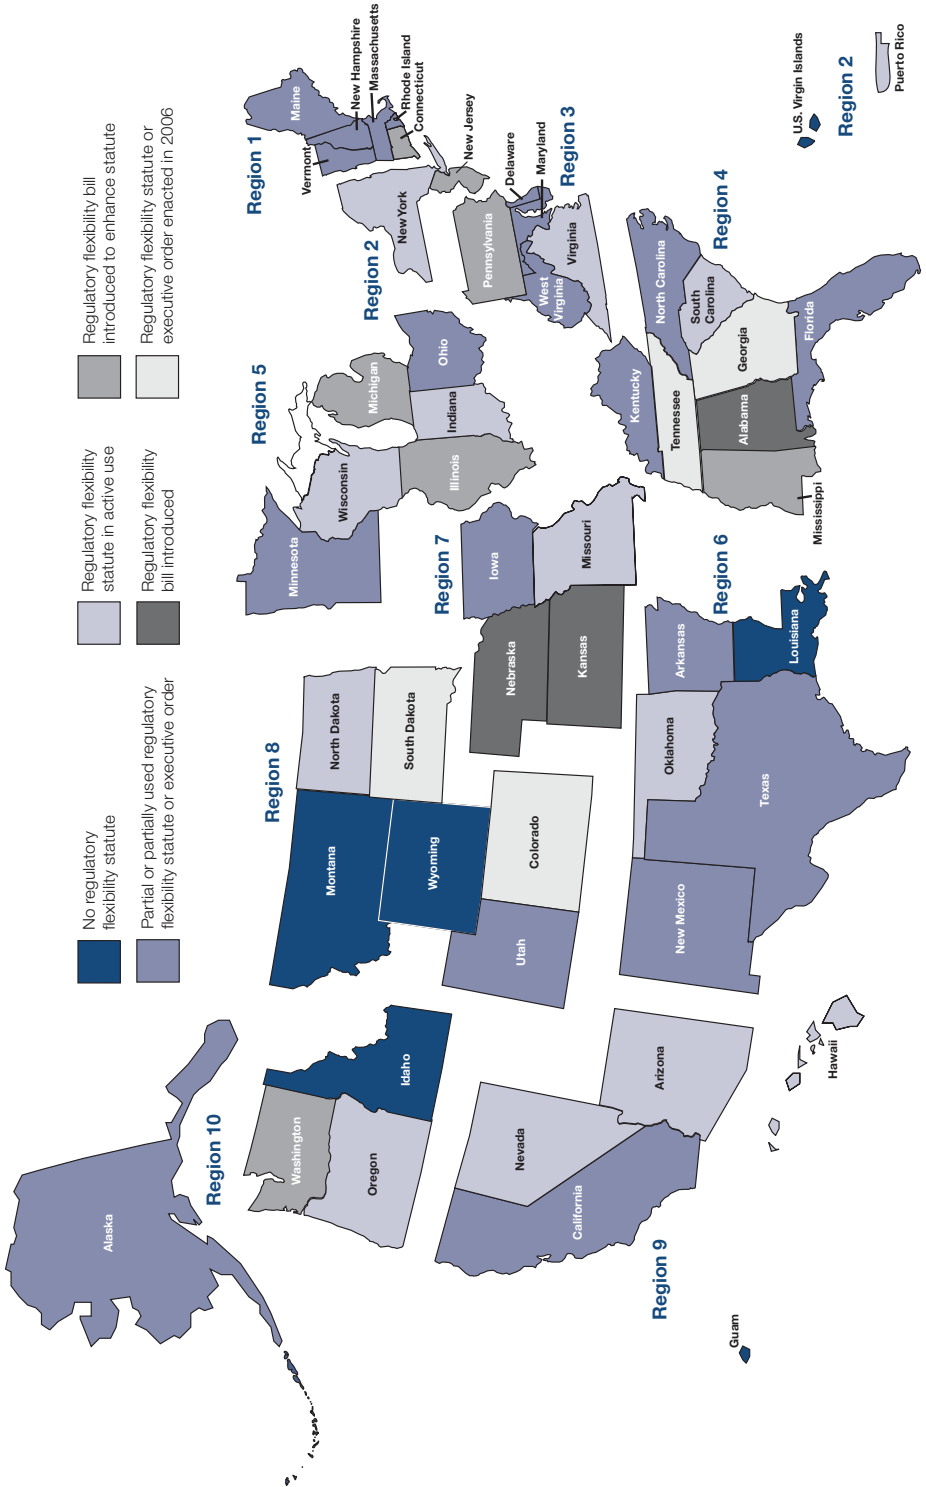 No regulatory
flexibility statute
Partial or partially used regulatory
flexibility statute or executive order
Regulatory flexibility
statute in active use
Regulatory flexibility
bill introduced
Regulatory flexibility bill
introduced to enhance statute
Regulatory flexibility statute or
executive order enacted in 2006
Alaska
Region 10
Washington
Oregon
Idaho
Region 9
Nevada
California
Arizona
Hawaii
Guam
Region 8
Montana
North Dakota
South Dakota
Wyoming
Utah
Colorado
Region 7
Iowa
Nebraska
Kansas
Missouri
Region 6
New Mexico
Oklahoma
Texas
Arkansas
Louisiana
Region 5
Minnesota
Wisconsin
Michigan
Illinois
Indiana
Ohio
Region 4
Kentucky
Tennessee
North Carolina
South
Carolina
Mississippi
Alabama
Georgia
Florida
Region 3
Pennsylvania
West
Virginia
Virginia
Delaware
Maryland
Region 2
New York
New Jersey
Region 1
Vermont
Maine
New Hampshire
Massachusetts
Rhode Island
Connecticut
U.S. Virgin Islands
Region 2
Puerto Rico